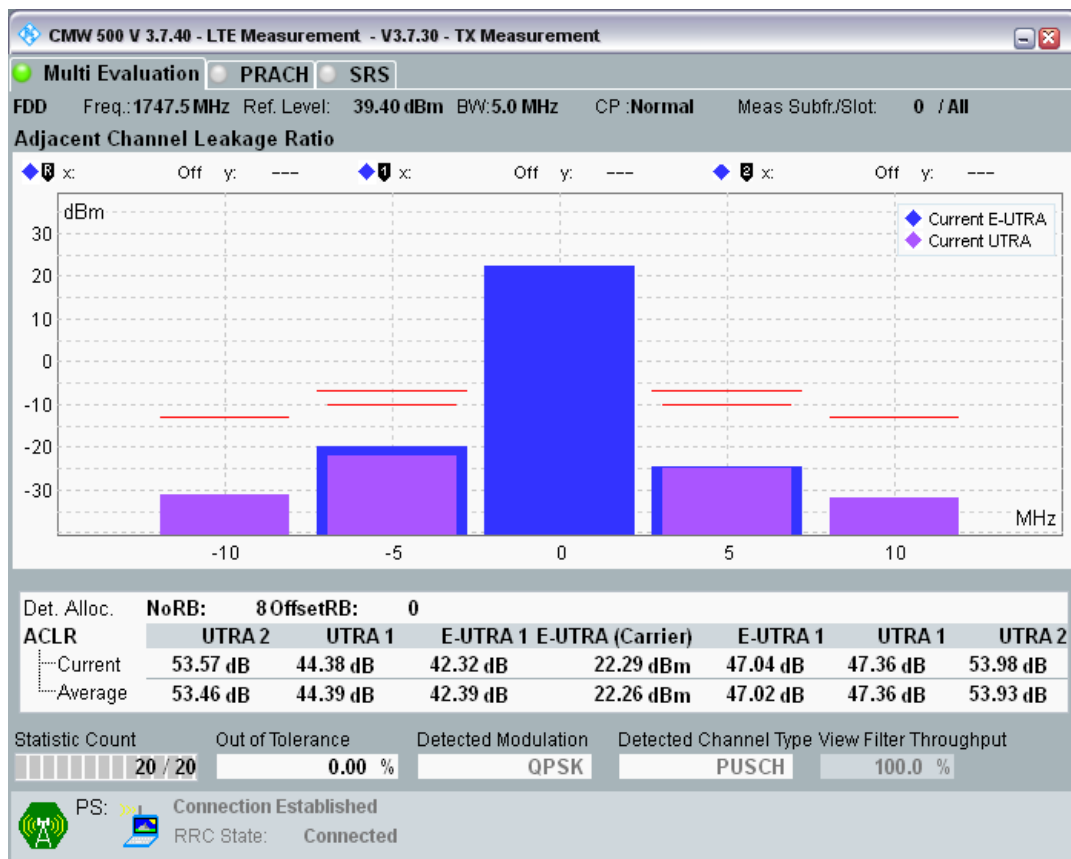 CMW 500 V 3.7.40 - LTE Measurement - V3.7.30 - TX Measurement
Multi Evaluation PRACH SRS
FDD Freq.:1747.5 MHz Ref. Level: 39.40 dBm BW:5.0 MHz CP :Normal Meas Subfr./Slot: 0 / All
Adjacent Channel Leakage Ratio
R x: Off y: --- 1 x: Off y: --- 2 x: Off y: ---
dBm
Current E-UTRA
Current UTRA
30
20
10
0
-10
-20
-30
MHz
-10 -5 0 5 10
Det. Alloc. NoRB: 8 OffsetRB: 0
ACLR UTRA 2 UTRA 1 E-UTRA 1 E-UTRA (Carrier) E-UTRA 1 UTRA 1 UTRA 2
Current 53.57 dB 44.38 dB 42.32 dB 22.29 dBm 47.04 dB 47.36 dB 53.98 dB
Average 53.46 dB 44.39 dB 42.39 dB 22.26 dBm 47.02 dB 47.36 dB 53.93 dB
Statistic Count Out of Tolerance Detected Modulation Detected Channel Type View Filter Throughput
20 / 20 0.00 % QPSK PUSCH 100.0 %
PS: Connection Established
RRC State: Connected